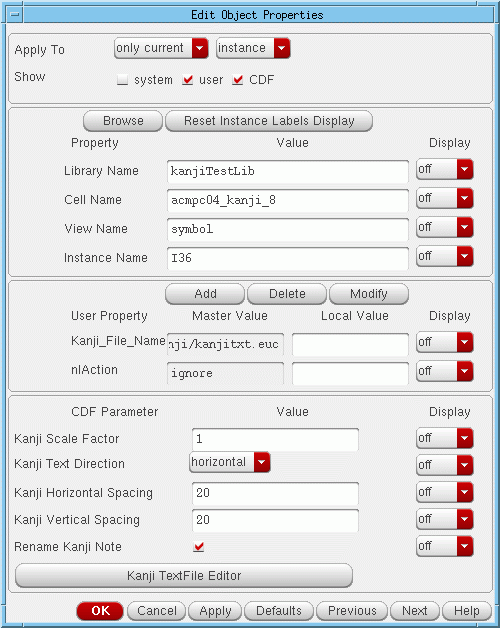 Edit Object Properties
Apply To only current instance
Show system user CDF
Browse Reset Instance Labels Display
Property Value Display
Library Name kanjiTestLib off
Cell Name acmpc04_kanji_8 off
View Name symbol off
Instance Name I36 off
Add Delete Modify
User Property Master Value Local Value Display
Kanji_File_Name nji/kanjitxt.euc off
nlAction ignore off
CDF Parameter Value Display
Kanji Scale Factor 1 off
Kanji Text Direction horizontal off
Kanji Horizontal Spacing 20 off
Kanji Vertical Spacing 20 off
Rename Kanji Note off
Kanji TextFile Editor
OK Cancel Apply Defaults Previous Next Help